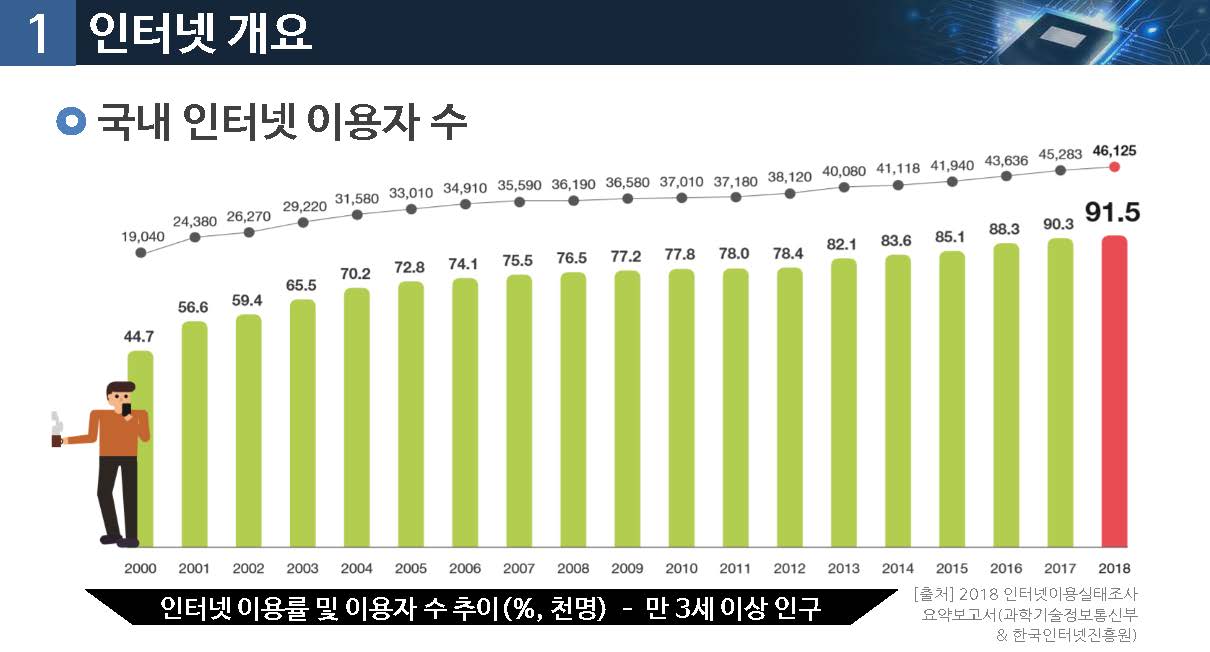 1 인터넷 개요
국내 인터넷 이용자 수
19,040 24,380 26,270 29,220 31,580 33,010 34,910 35,590 36,190 36,580 37,010 37,180 38,120 40,080 41,118 41,940 43,636 45,283 46,125
44.7 56.6 59.4 65.5 70.2 72.8 74.1 75.5 76.5 77.2 77.8 78.0 78.4 82.1 83.6 85.1 88.3 90.3 91.5
2000 2001 2002 2003 2004 2005 2006 2007 2008 2009 2010 2011 2012 2013 2014 2015 2016 2017 2018
인터넷 이용률 및 이용자 수 추이(%, 천명) - 만 3세 이상 인구
[출처] 2018 인터넷이용실태조사
요약보고서(과학기술정보통신부
& 한국인터넷진흥원)